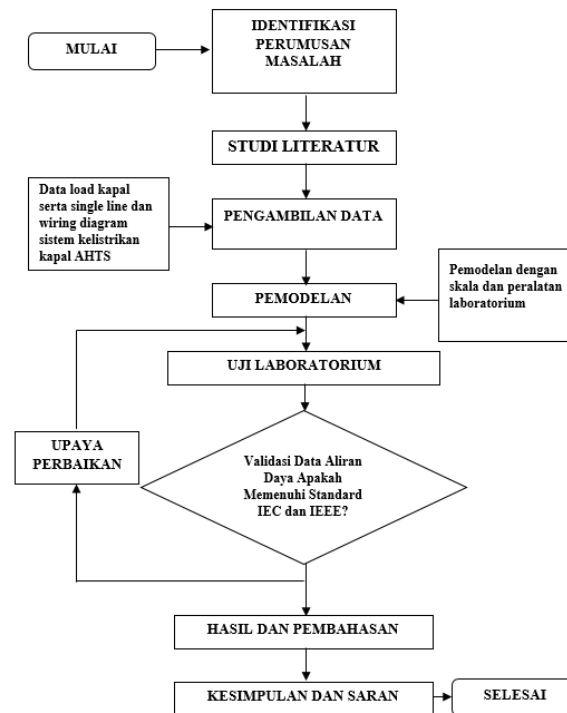 MULAI
IDENTIFIKASI
PERUMUSAN
MASALAH
STUDI LITERATUR
Data load kapal
serta single line dan
wiring diagram
sistem kelistrikan
kapal AHTS
PENGAMBILAN DATA
PEMODELAN
Pemodelan dengan
skala dan peralatan
laboratorium
UJI LABORATORIUM
UPAYA
PERBAIKAN
Validasi Data Aliran
Daya Apakah
Memenuhi Standard
IEC dan IEEE?
HASIL DAN PEMBAHASAN
KESIMPULAN DAN SARAN
SELESAI